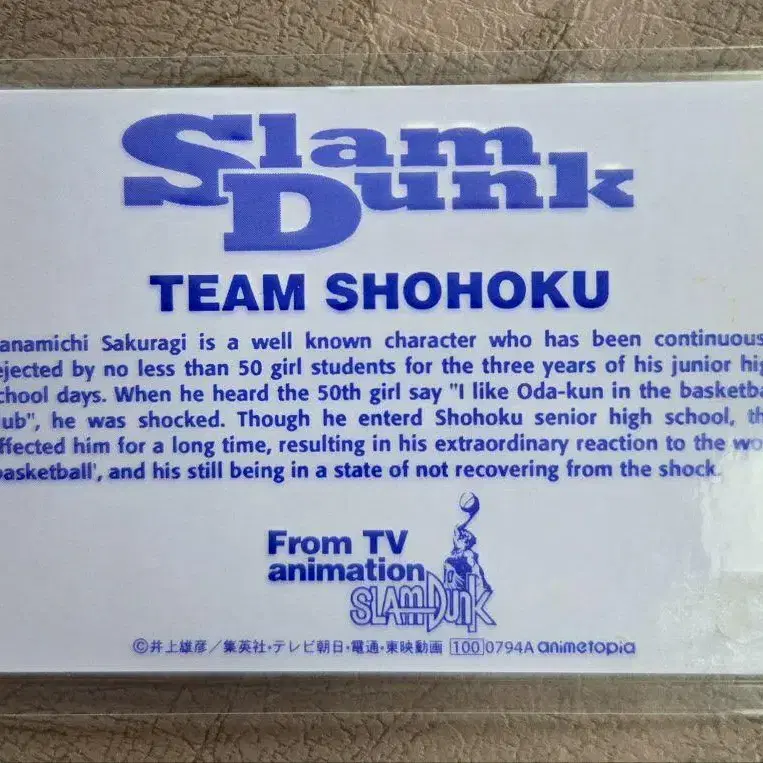 Slam
Dunk
TEAM SHOHOKU
anamichi Sakuragi is a well known character who has been continuous
ejected by no less than 50 girl students for the three years of his junior hig
chool days. When he heard the 50th girl say "I like Oda-kun in the basketba
lub", he was shocked. Though he enterd Shohoku senior high school, th
ffected him for a long time, resulting in his extraordinary reaction to the wo
basketball', and his still being in a state of not recovering from the shock.
From TV
animation
SLAM DUNK
©井上雄彦／集英社・テレビ朝日・電通・東映動画 100 0794A animetopia